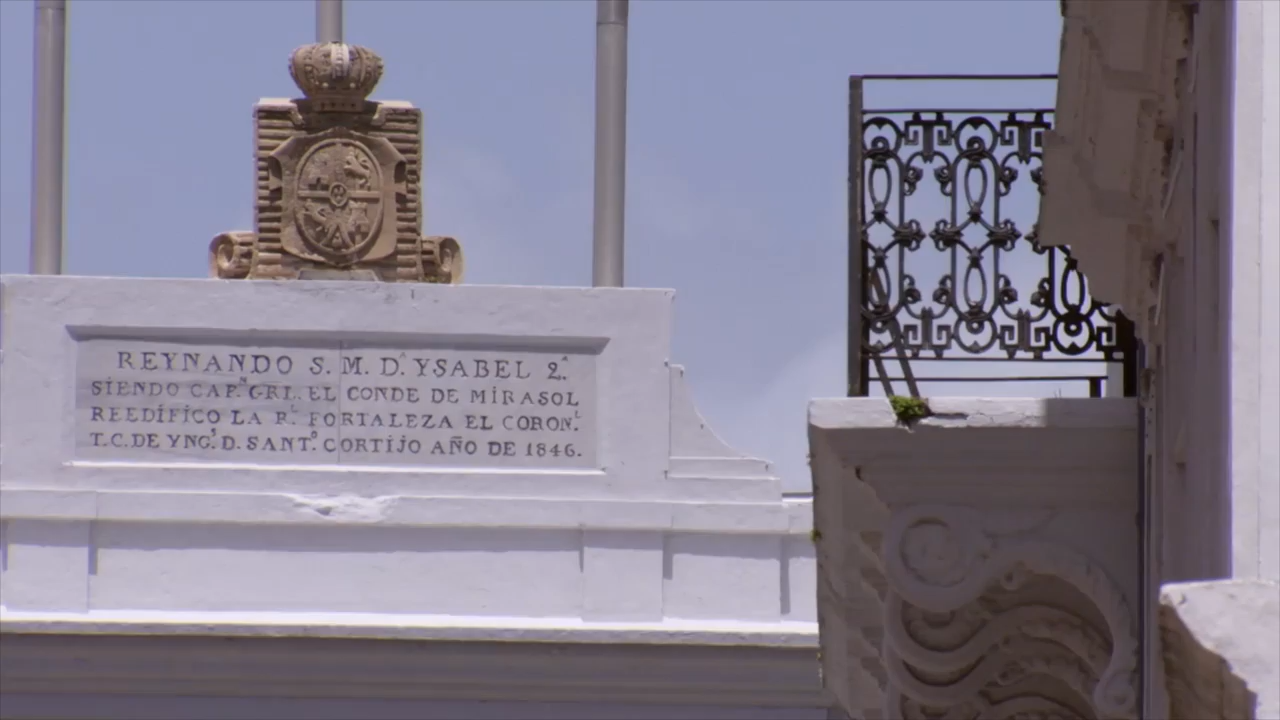 REYNANDO S. M. Dᴬ YSABEL 2.ᴬ
SIENDO CAP.ᴺ GRL. EL CONDE DE MIRASOL
REEDIFICO LA R.ᴸ FORTALEZA EL CORON.ᴸ
T.C. DE YNG.ˢ D. SANT.ᴼ CORTIJO AÑO DE 1846.